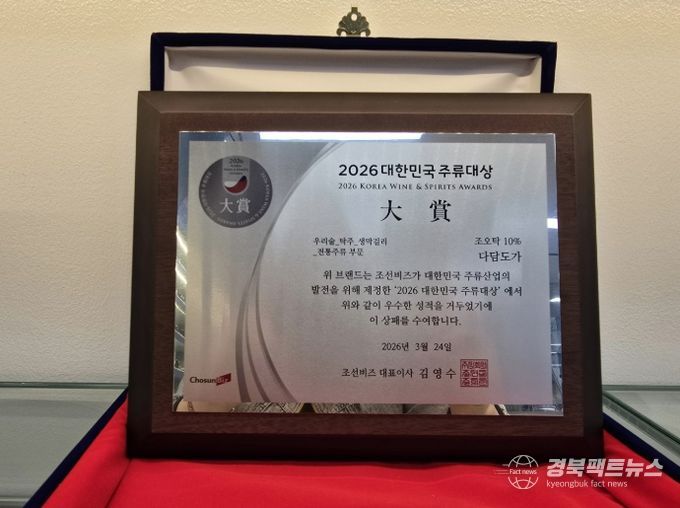 2026
大賞
2026 대한민국 주류대상
2026 KOREA WINE & SPIRITS AWARDS
大賞
우리술_탁주_생막걸리
_전통주류 부문
조오탁 10%
다담도가
위 브랜드는 조선비즈가 대한민국 주류산업의
발전을 위해 제정한 '2026 대한민국 주류대상' 에서
위와 같이 우수한 성적을 거두었기에
이 상패를 수여합니다.
2026년 3월 24일
조선비즈 대표이사 김영수
ChosunBiz
Fact news
경북팩트뉴스
kyeongbuk fact news